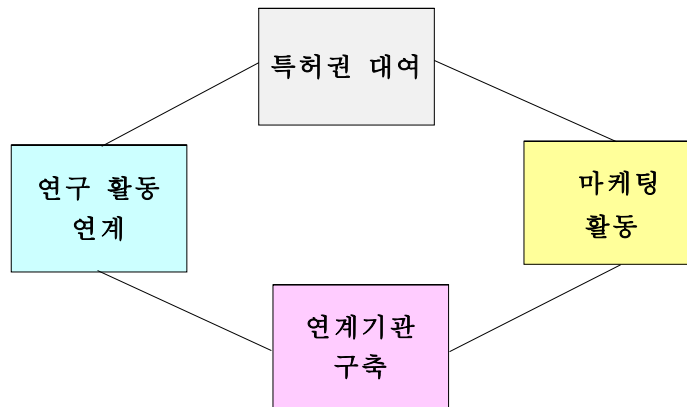 특허권 대여
연구 활동
연계
마케팅
활동
연계기관
구축